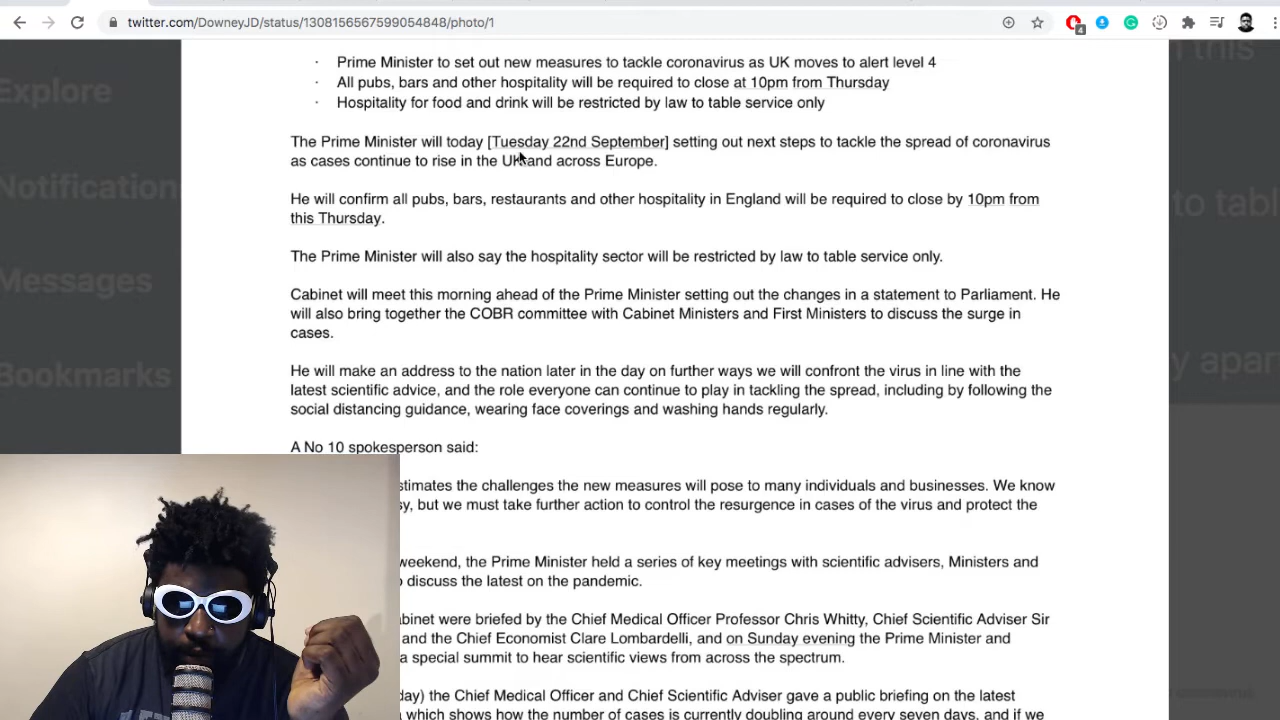 twitter.com/DowneyJD/status/1308156567599054848/photo/1
4
Explore
Notification
Messages
Bookmarks
· Prime Minister to set out new measures to tackle coronavirus as UK moves to alert level 4
· All pubs, bars and other hospitality will be required to close at 10pm from Thursday
· Hospitality for food and drink will be restricted by law to table service only
The Prime Minister will today [Tuesday 22nd September] setting out next steps to tackle the spread of coronavirus
as cases continue to rise in the UK and across Europe.
He will confirm all pubs, bars, restaurants and other hospitality in England will be required to close by 10pm from
this Thursday.
The Prime Minister will also say the hospitality sector will be restricted by law to table service only.
Cabinet will meet this morning ahead of the Prime Minister setting out the changes in a statement to Parliament. He
will also bring together the COBR committee with Cabinet Ministers and First Ministers to discuss the surge in
cases.
He will make an address to the nation later in the day on further ways we will confront the virus in line with the
latest scientific advice, and the role everyone can continue to play in tackling the spread, including by following the
social distancing guidance, wearing face coverings and washing hands regularly.
A No 10 spokesperson said:
stimates the challenges the new measures will pose to many individuals and businesses. We know
sy, but we must take further action to control the resurgence in cases of the virus and protect the
weekend, the Prime Minister held a series of key meetings with scientific advisers, Ministers and
discuss the latest on the pandemic.
abinet were briefed by the Chief Medical Officer Professor Chris Whitty, Chief Scientific Adviser Sir
and the Chief Economist Clare Lombardelli, and on Sunday evening the Prime Minister and
a special summit to hear scientific views from across the spectrum.
day) the Chief Medical Officer and Chief Scientific Adviser gave a public briefing on the latest
which shows how the number of cases is currently doubling around every seven days, and if we